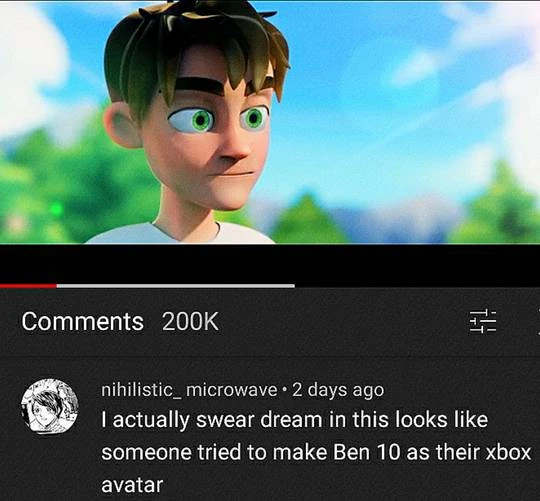 Comments 200K
nihilistic_ microwave • 2 days ago
I actually swear dream in this looks like
someone tried to make Ben 10 as their xbox
avatar